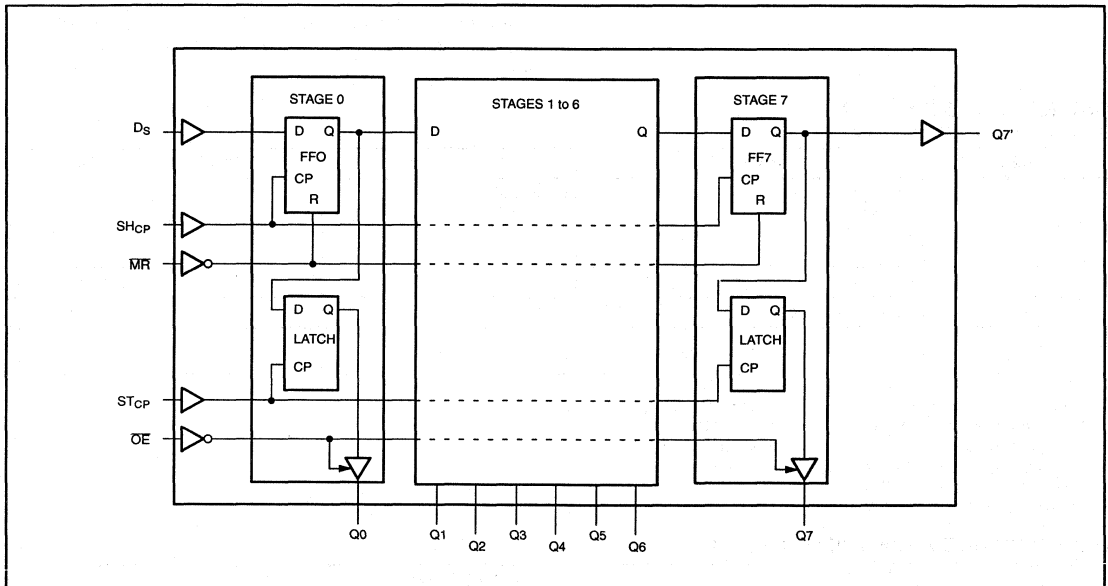 STAGE 0
STAGES 1 to 6
STAGE 7
DS
D Q
D
Q
D Q
Q7'
FFO
FF7
CP
CP
R
R
SHCP
MR
D Q
D Q
LATCH
LATCH
CP
CP
STCP
OE
Q0
Q1
Q2
Q3
Q4
Q5
Q6
Q7